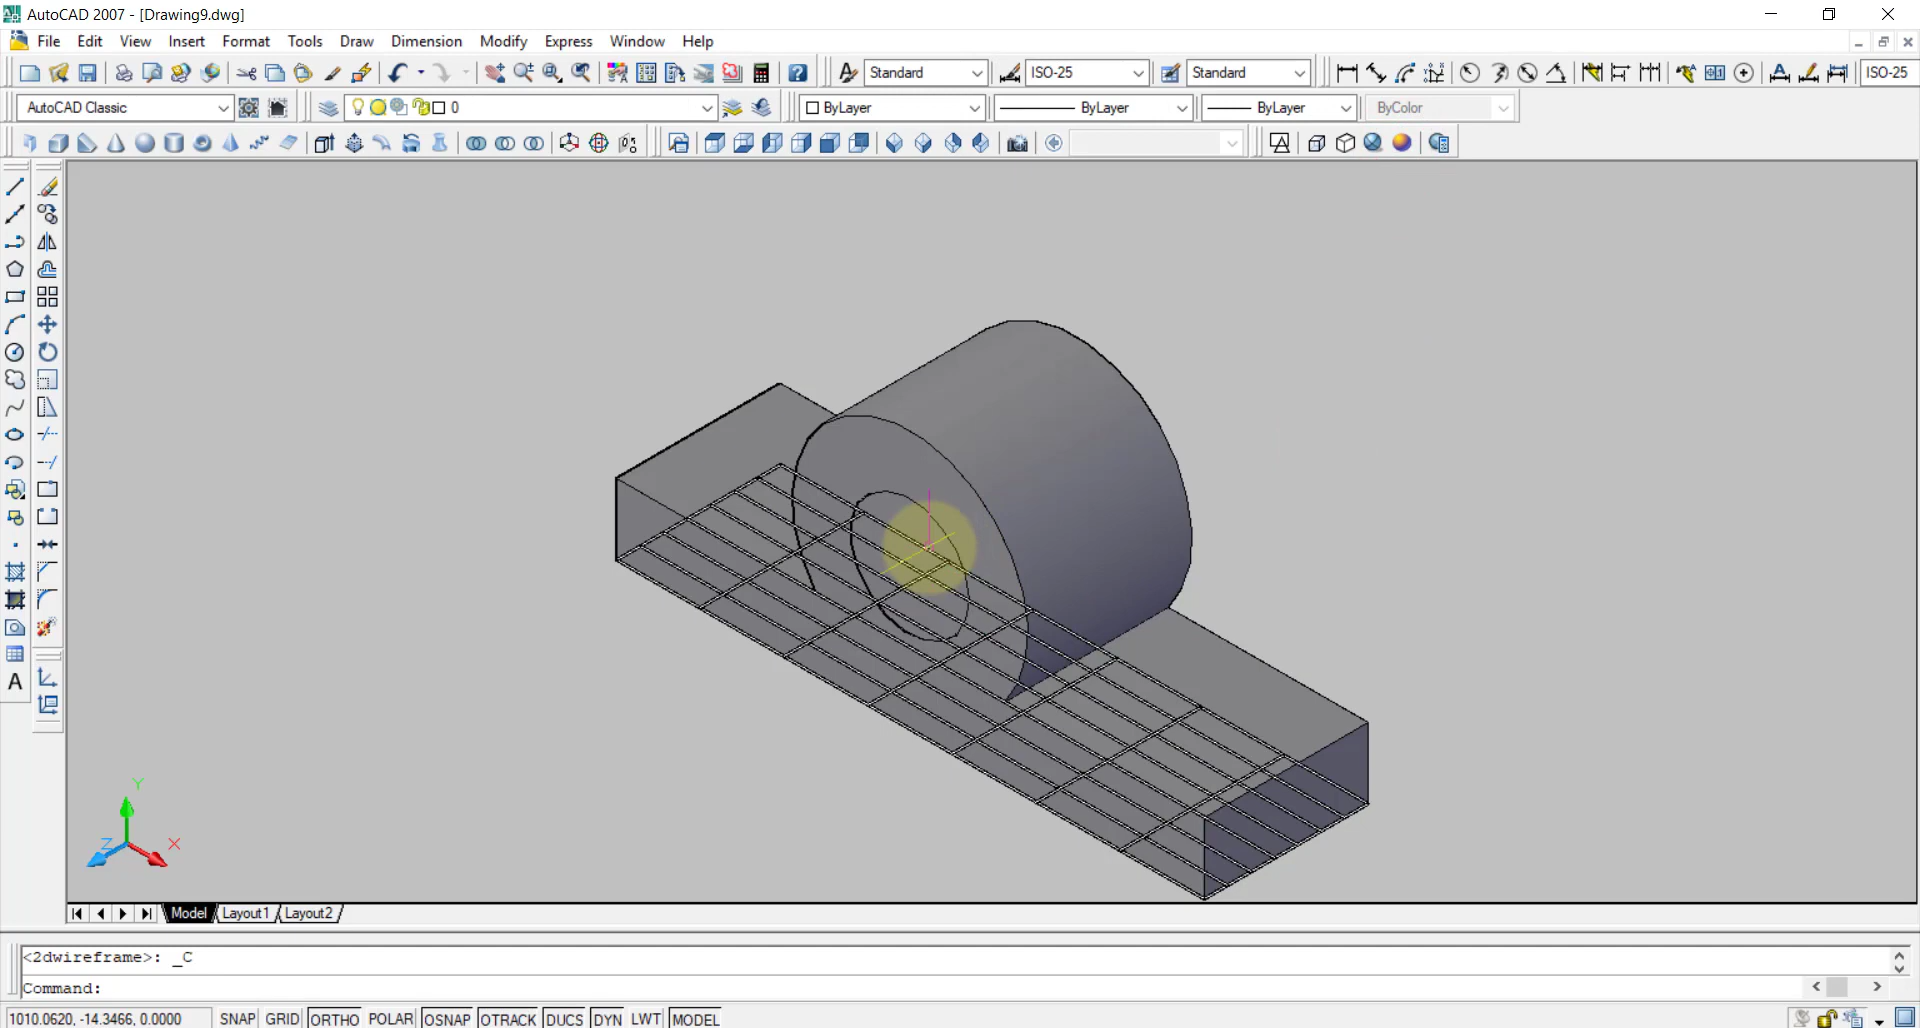 AutoCAD 2007 - [Drawing9.dwg]
File Edit View Insert Format Tools Draw Dimension Modify Express Window Help
Standard ISO-25 Standard ISO-25
AutoCAD Classic 0 ByLayer ByLayer ByLayer ByColor
A
Y
Z X
Model Layout1 Layout2
<2dwireframe>: _C
Command:
1010.0620, -14.3466, 0.0000 SNAP GRID ORTHO POLAR OSNAP OTRACK DUCS DYN LWT MODEL